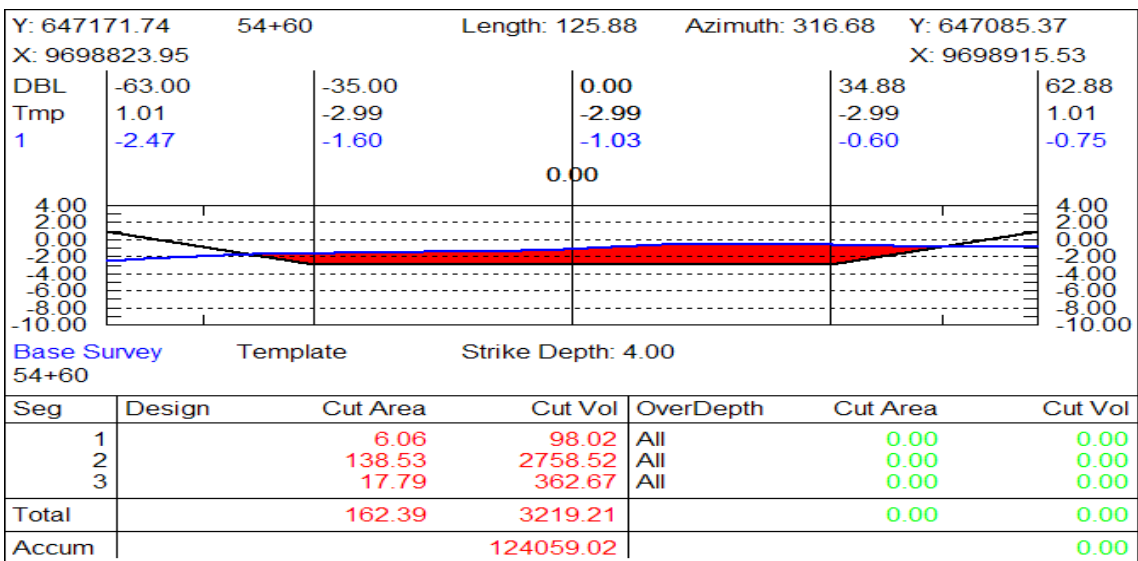 Y: 647171.74 54+60 Length: 125.88 Azimuth: 316.68 Y: 647085.37
X: 9698823.95 X: 9698915.53
DBL -63.00 -35.00 0.00 34.88 62.88
Tmp 1.01 -2.99 -2.99 -2.99 1.01
1 -2.47 -1.60 -1.03 -0.60 -0.75
0.00
4.00 4.00
2.00 2.00
0.00 0.00
-2.00 -2.00
-4.00 -4.00
-6.00 -6.00
-8.00 -8.00
-10.00 -10.00
Base Survey Template Strike Depth: 4.00
54+60
Seg Design Cut Area Cut Vol OverDepth Cut Area Cut Vol
1 6.06 98.02 All 0.00 0.00
2 138.53 2758.52 All 0.00 0.00
3 17.79 362.67 All 0.00 0.00
Total 162.39 3219.21 0.00 0.00
Accum 124059.02 0.00